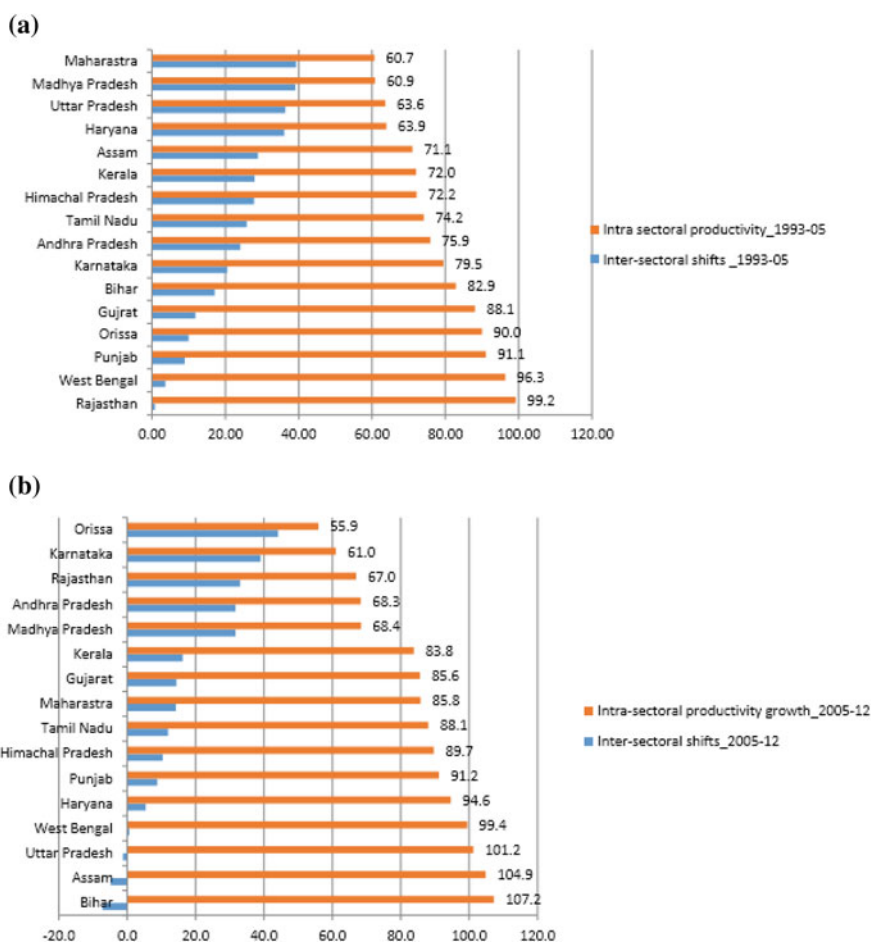 (a)
Maharastra 60.7
Madhya Pradesh 60.9
Uttar Pradesh 63.6
Haryana 63.9
Assam 71.1
Kerala 72.0
Himachal Pradesh 72.2
Tamil Nadu 74.2
Andhra Pradesh 75.9
Karnataka 79.5
Bihar 82.9
Gujrat 88.1
Orissa 90.0
Punjab 91.1
West Bengal 96.3
Rajasthan 99.2
0.00 20.00 40.00 60.00 80.00 100.00 120.00
Intra sectoral productivity_1993-05
Inter-sectoral shifts _1993-05
(b)
Orissa 55.9
Karnataka 61.0
Rajasthan 67.0
Andhra Pradesh 68.3
Madhya Pradesh 68.4
Kerala 83.8
Gujarat 85.6
Maharastra 85.8
Tamil Nadu 88.1
Himachal Pradesh 89.7
Punjab 91.2
Haryana 94.6
West Bengal 99.4
Uttar Pradesh 101.2
Assam 104.9
Bihar 107.2
-20.0 0.0 20.0 40.0 60.0 80.0 100.0 120.0
Intra-sectoral productivity growth_2005-12
Inter-sectoral shifts_2005-12